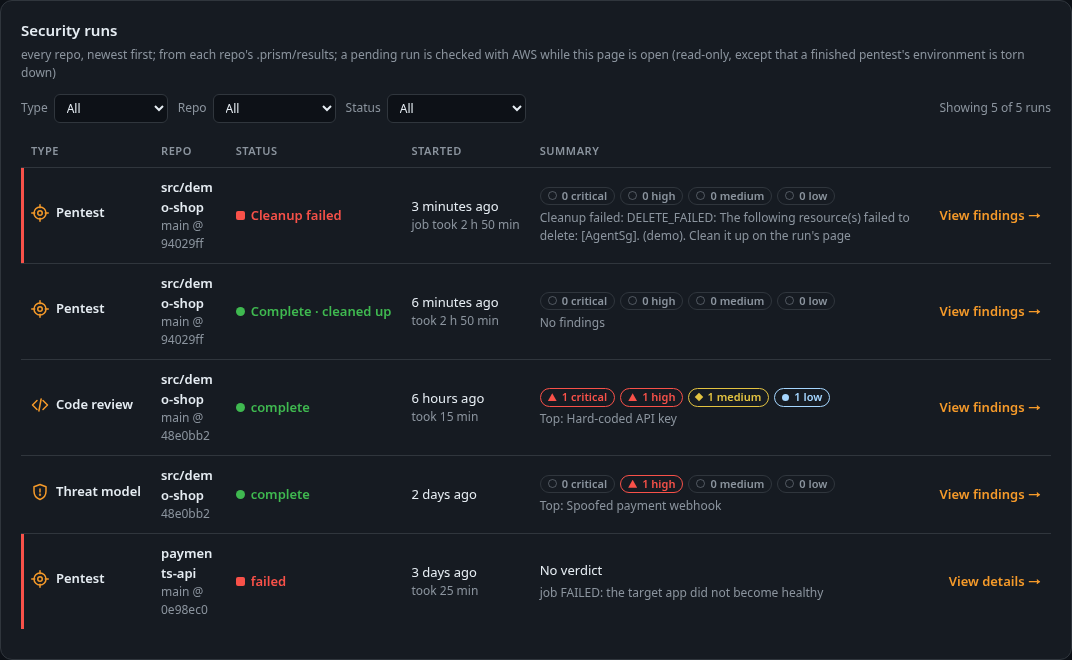 Security runs
every repo, newest first; from each repo's .prism/results; a pending run is checked with AWS while this page is open (read-only, except that a finished pentest's environment is torn
down)
Type All Repo All Status All Showing 5 of 5 runs
TYPE REPO STATUS STARTED SUMMARY
Pentest
src/dem
o-shop
main @
94029ff
Cleanup failed
3 minutes ago
job took 2 h 50 min
0 critical 0 high 0 medium 0 low
Cleanup failed: DELETE_FAILED: The following resource(s) failed to
delete: [AgentSg]. (demo). Clean it up on the run's page
View findings →
Pentest
src/dem
o-shop
main @
94029ff
Complete · cleaned up
6 minutes ago
took 2 h 50 min
0 critical 0 high 0 medium 0 low
No findings
View findings →
Code review
src/dem
o-shop
main @
48e0bb2
complete
6 hours ago
took 15 min
1 critical 1 high 1 medium 1 low
Top: Hard-coded API key
View findings →
Threat model
src/dem
o-shop
48e0bb2
complete
2 days ago
0 critical 1 high 0 medium 0 low
Top: Spoofed payment webhook
View findings →
Pentest
paymen
ts-api
main @
0e98ec0
failed
3 days ago
took 25 min
No verdict
job FAILED: the target app did not become healthy
View details →